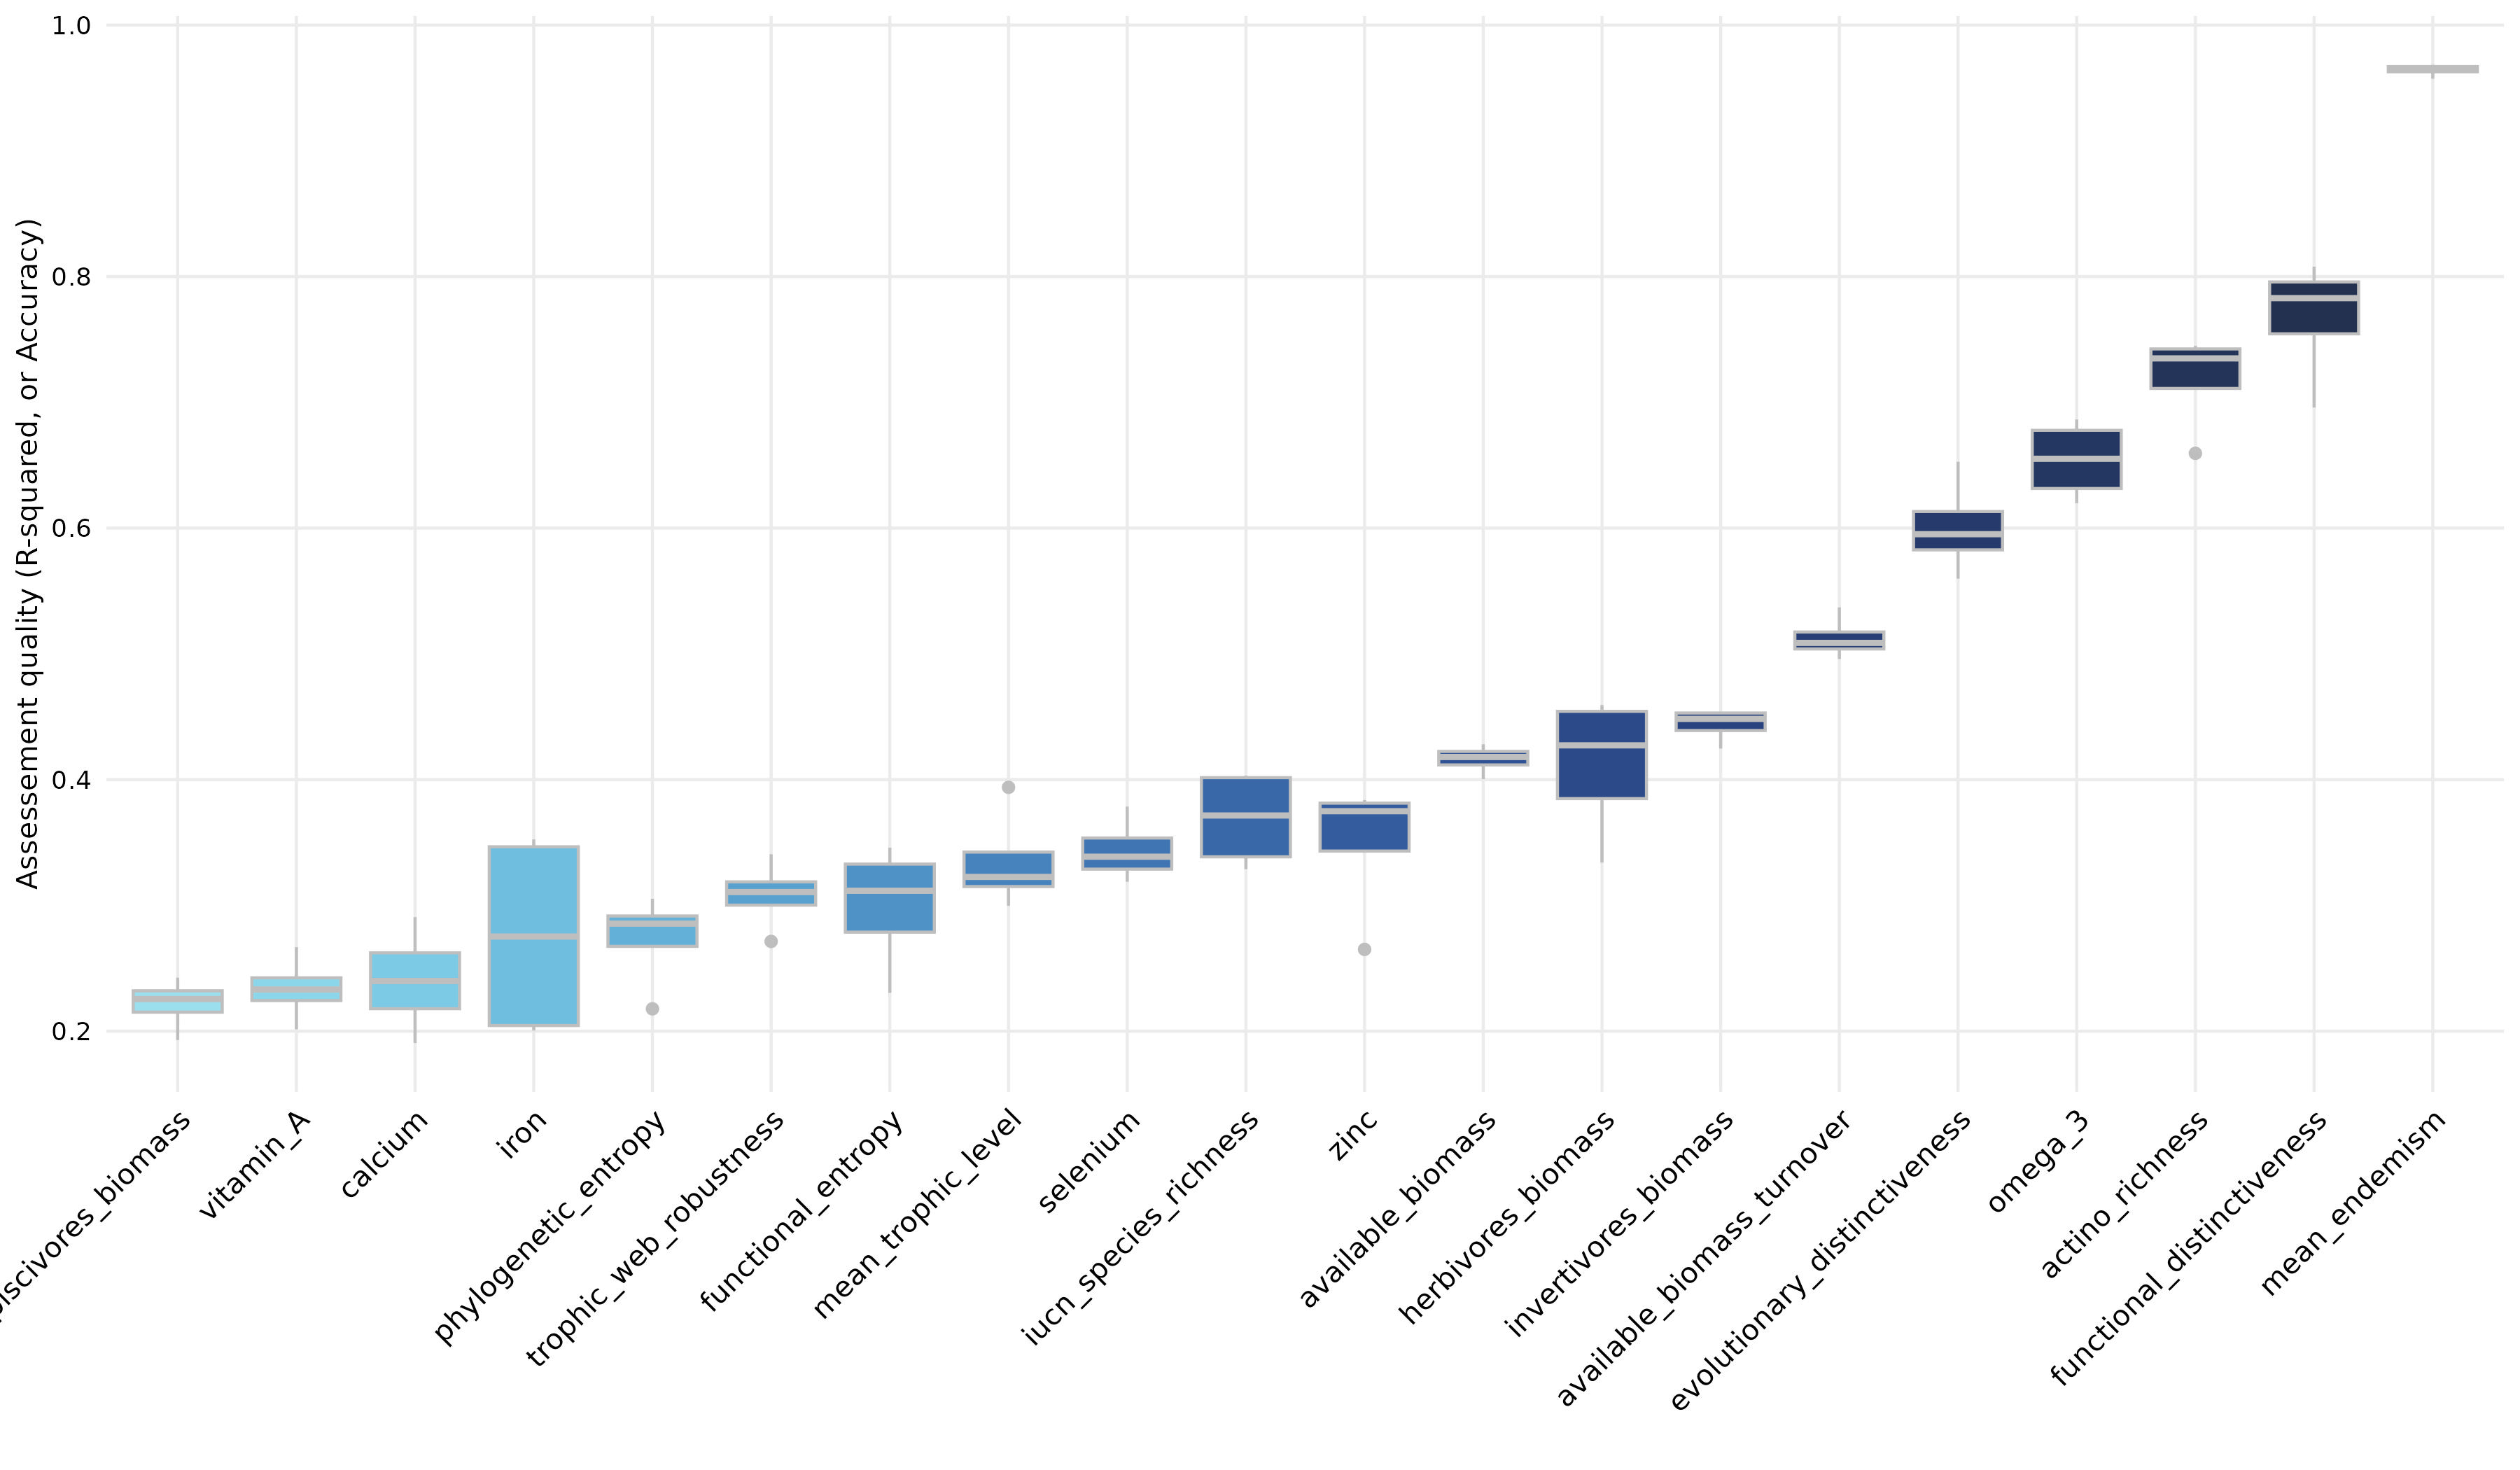 Assessement quality (R-squared, or Accuracy)
1.0
0.8
0.6
0.4
0.2
vitamin_A
calcium
iron
phylogenetic_entropy
trophic_web_robustness
functional_entropy
mean_trophic_level
selenium
iucn_species_richness
zinc
available_biomass
herbivores_biomass
invertivores_biomass
available_biomass_turnover
evolutionary_distinctiveness
omega_3
actino_richness
functional_distinctiveness
mean_endemism